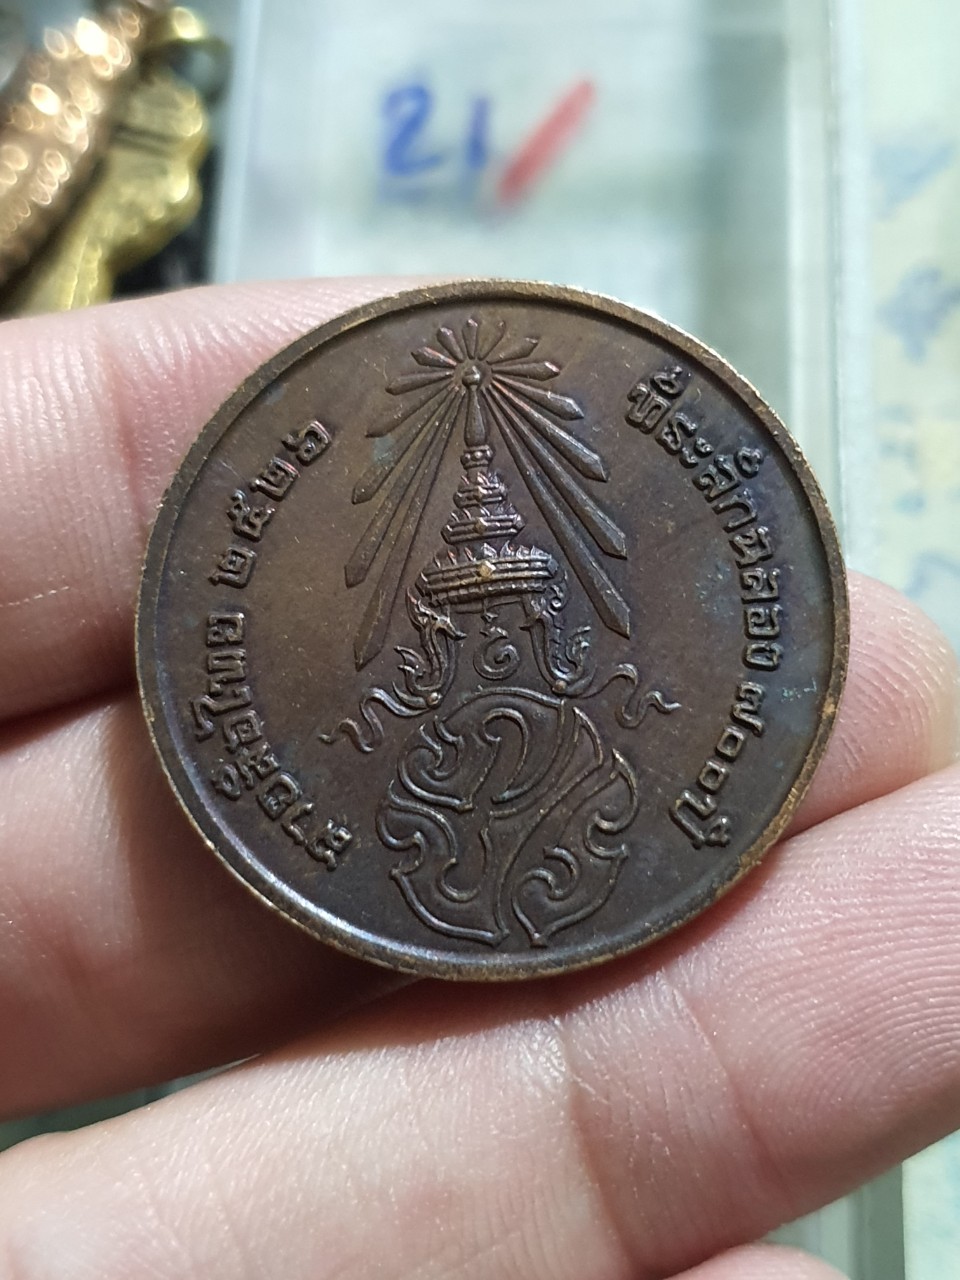 21/
ที่ระลึกฉลอง ๗๐๐ ปี
ลายสือไทย ๒๕๒๖